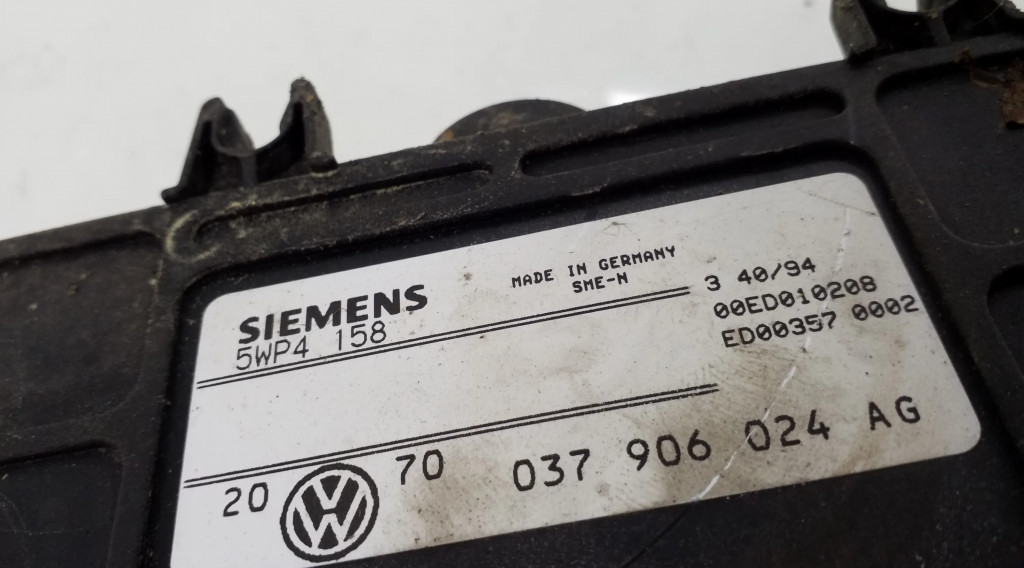 SIEMENS
5WP4 158
MADE IN GERMANY
SME-N
3 40/94
00ED010208
ED00357 0002
20 VW 70 037 906 024 AG